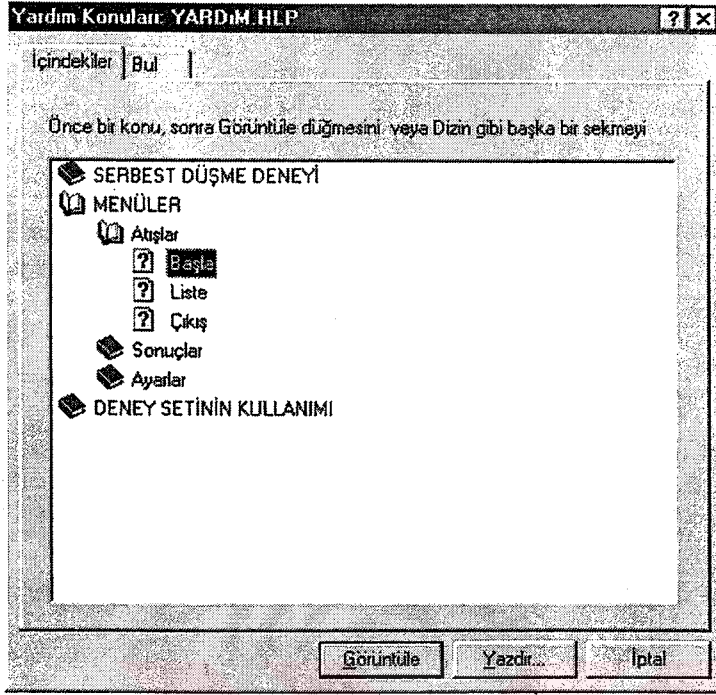 Yardım Konuları: YARDıM.HLP
İçindekiler Bul
Önce bir konu, sonra Görüntüle düğmesini veya Dizin gibi başka bir sekmeyi
SERBEST DÜŞME DENEYİ
MENÜLER
Atışlar
Başla
Liste
Çıkış
Sonuçlar
Ayarlar
DENEY SETİNİN KULLANIMI
Görüntüle Yazdır... İptal